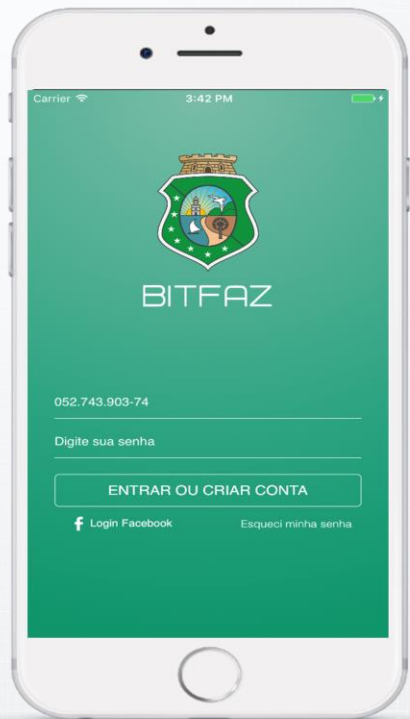 Carrier 3:42 PM
BITFAZ
052.743.903-74
Digite sua senha
ENTRAR OU CRIAR CONTA
f Login Facebook Esqueci minha senha